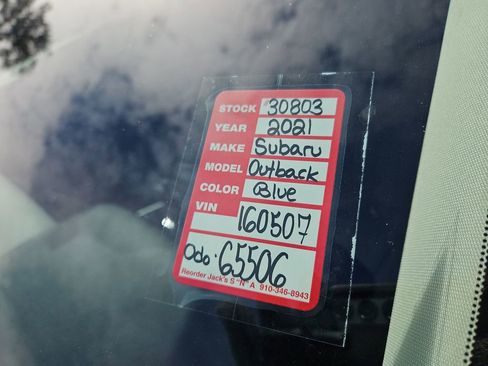 STOCK 30803
YEAR 2021
MAKE Subaru
MODEL Outback
COLOR Blue
VIN 160507
Odo. 65506
Reorder Jack's S "N" A 910-346-8943